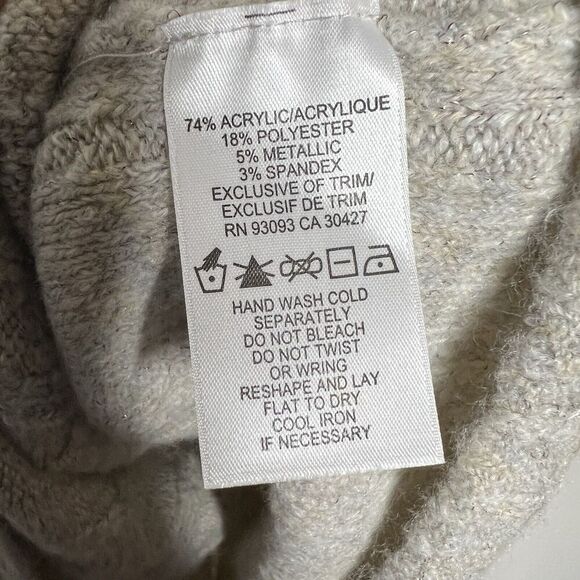 74% ACRYLIC/ACRYLIQUE
18% POLYESTER
5% METALLIC
3% SPANDEX
EXCLUSIVE OF TRIM/
EXCLUSIF DE TRIM
RN 93093 CA 30427
HAND WASH COLD
SEPARATELY
DO NOT BLEACH
DO NOT TWIST
OR WRING
RESHAPE AND LAY
FLAT TO DRY
COOL IRON
IF NECESSARY